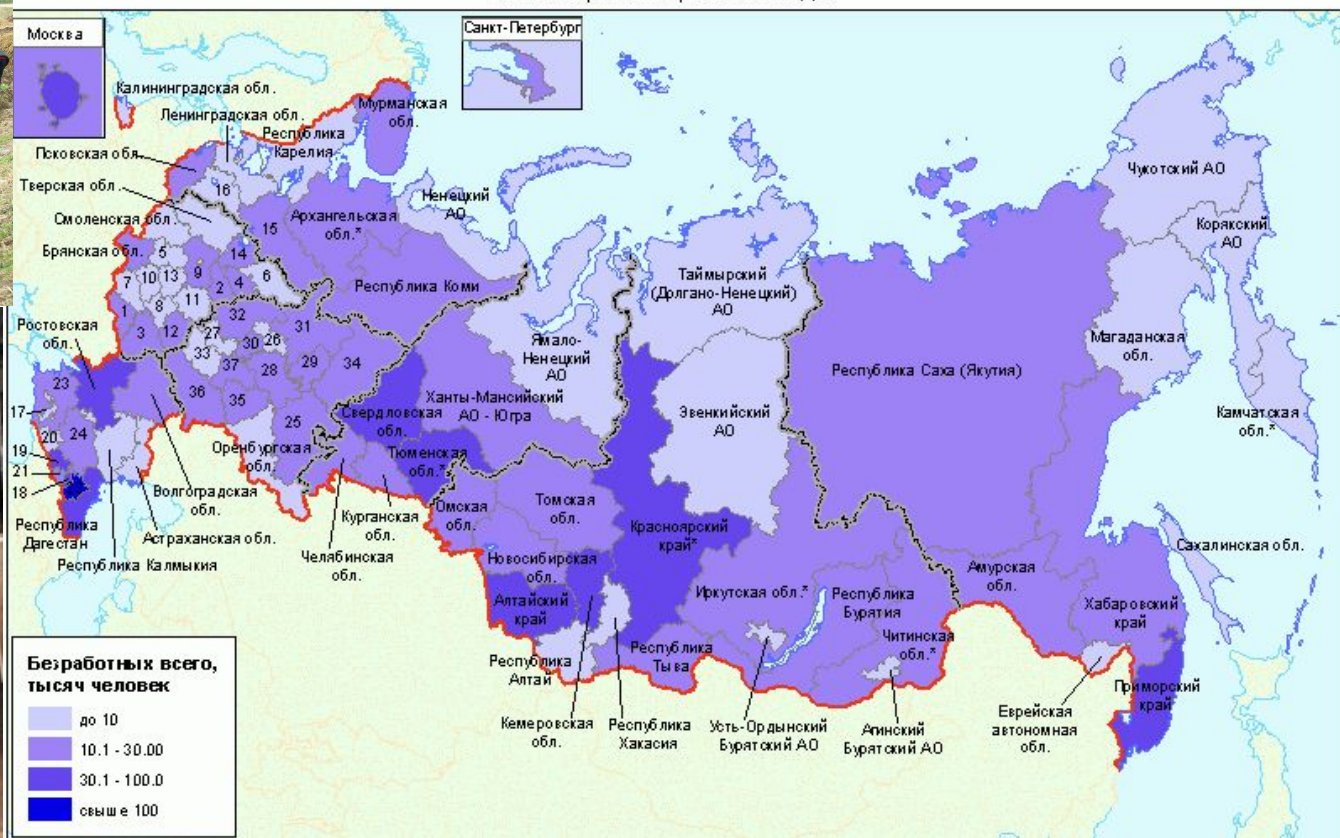 Москва
Санкт-Петербург
Калининградская обл.
Ленинградская обл.
Мурманская
обл.
Республика
Карелия
Псковская обл.
Тверская обл.
16
Ненецкий
АО
Чукотский АО
Смоленская обл.
15
Архангельская
обл.*
Корякский
АО
Брянская обл.
5
14
7
10
13
9
2
4
6
Таймырский
(Долгано-Ненецкий)
АО
8
11
Республика Коми
1
3
12
32
Ростовская
обл.
27
31
33
30
26
Ямало-
Ненецкий
АО
Магаданская
обл.
37
28
29
34
Республика Саха (Якутия)
23
36
35
Ханты-Мансийский
АО - Югра
Эвенкийский
АО
Камчатская
обл.*
17
25
Свердловская
обл.
20
24
Оренбургская
обл.
19
21
18
Тюменская
обл.*
Волгоградская
обл.
Омская
обл.
Томская
обл.
Красноярский
край*
Республика
Дагестан
Астраханская обл.
Курганская
обл.
Челябинская
обл.
Сахалинская обл.
Республика Калмыкия
Новосибирская
обл.
Амурская
обл.
Иркутская обл.*
Республика
Бурятия
Хабаровский
край
Алтайский
край
Читинская
обл.*
Республика
Алтай
Республика
Тыва
Приморский
край
Кемеровская
обл.
Республика
Хакасия
Усть-Ордынский
Бурятский АО
Агинский
Бурятский АО
Еврейская
автономная
обл.
Безработных всего,
тысяч человек
до 10
10.1 - 30.00
30.1 - 100.0
свыше 100